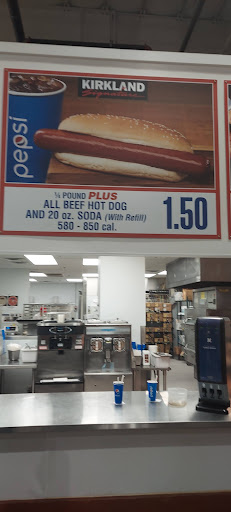 KIRKLAND
Signature
pepsi
¼ POUND PLUS
ALL BEEF HOT DOG
AND 20 oz. SODA (With Refill)
580 - 850 cal.
1.50